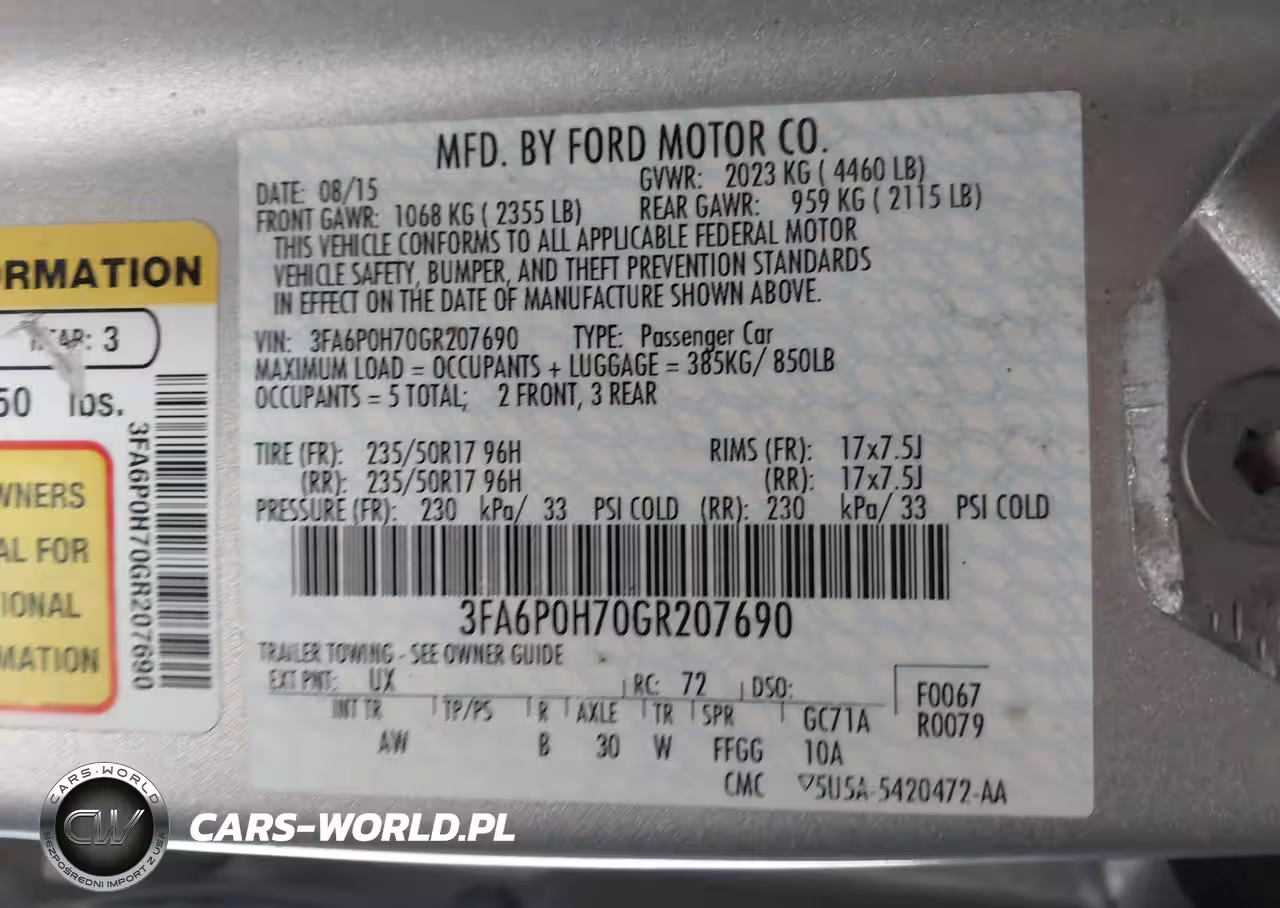 MFD. BY FORD MOTOR CO.
DATE: 08/15 GVWR: 2023 KG ( 4460 LB)
FRONT GAWR: 1068 KG ( 2355 LB) REAR GAWR: 959 KG ( 2115 LB)
THIS VEHICLE CONFORMS TO ALL APPLICABLE FEDERAL MOTOR
VEHICLE SAFETY, BUMPER, AND THEFT PREVENTION STANDARDS
IN EFFECT ON THE DATE OF MANUFACTURE SHOWN ABOVE.
VIN: 3FA6P0H70GR207690 TYPE: Passenger Car
MAXIMUM LOAD = OCCUPANTS + LUGGAGE = 385KG/ 850LB
OCCUPANTS = 5 TOTAL; 2 FRONT, 3 REAR
TIRE (FR): 235/50R17 96H RIMS (FR): 17x7.5J
(RR): 235/50R17 96H (RR): 17x7.5J
PRESSURE (FR): 230 kPa/ 33 PSI COLD (RR): 230 kPa/ 33 PSI COLD
3FA6P0H70GR207690
TRAILER TOWING - SEE OWNER GUIDE
EXT PNT: UX RC: 72 DSO: F0067
INT TR TP/PS R AXLE TR SPR GC71A R0079
AW B 30 W FFGG 10A
CMC ▽5U5A-5420472-AA
RMATION
: 3
50 lbs.
3FA6P0H70GR207690
WNERS
AL FOR
IONAL
MATION
CARS-WORLD
CW
BEZPOŚREDNI IMPORT Z USA
CARS-WORLD.PL